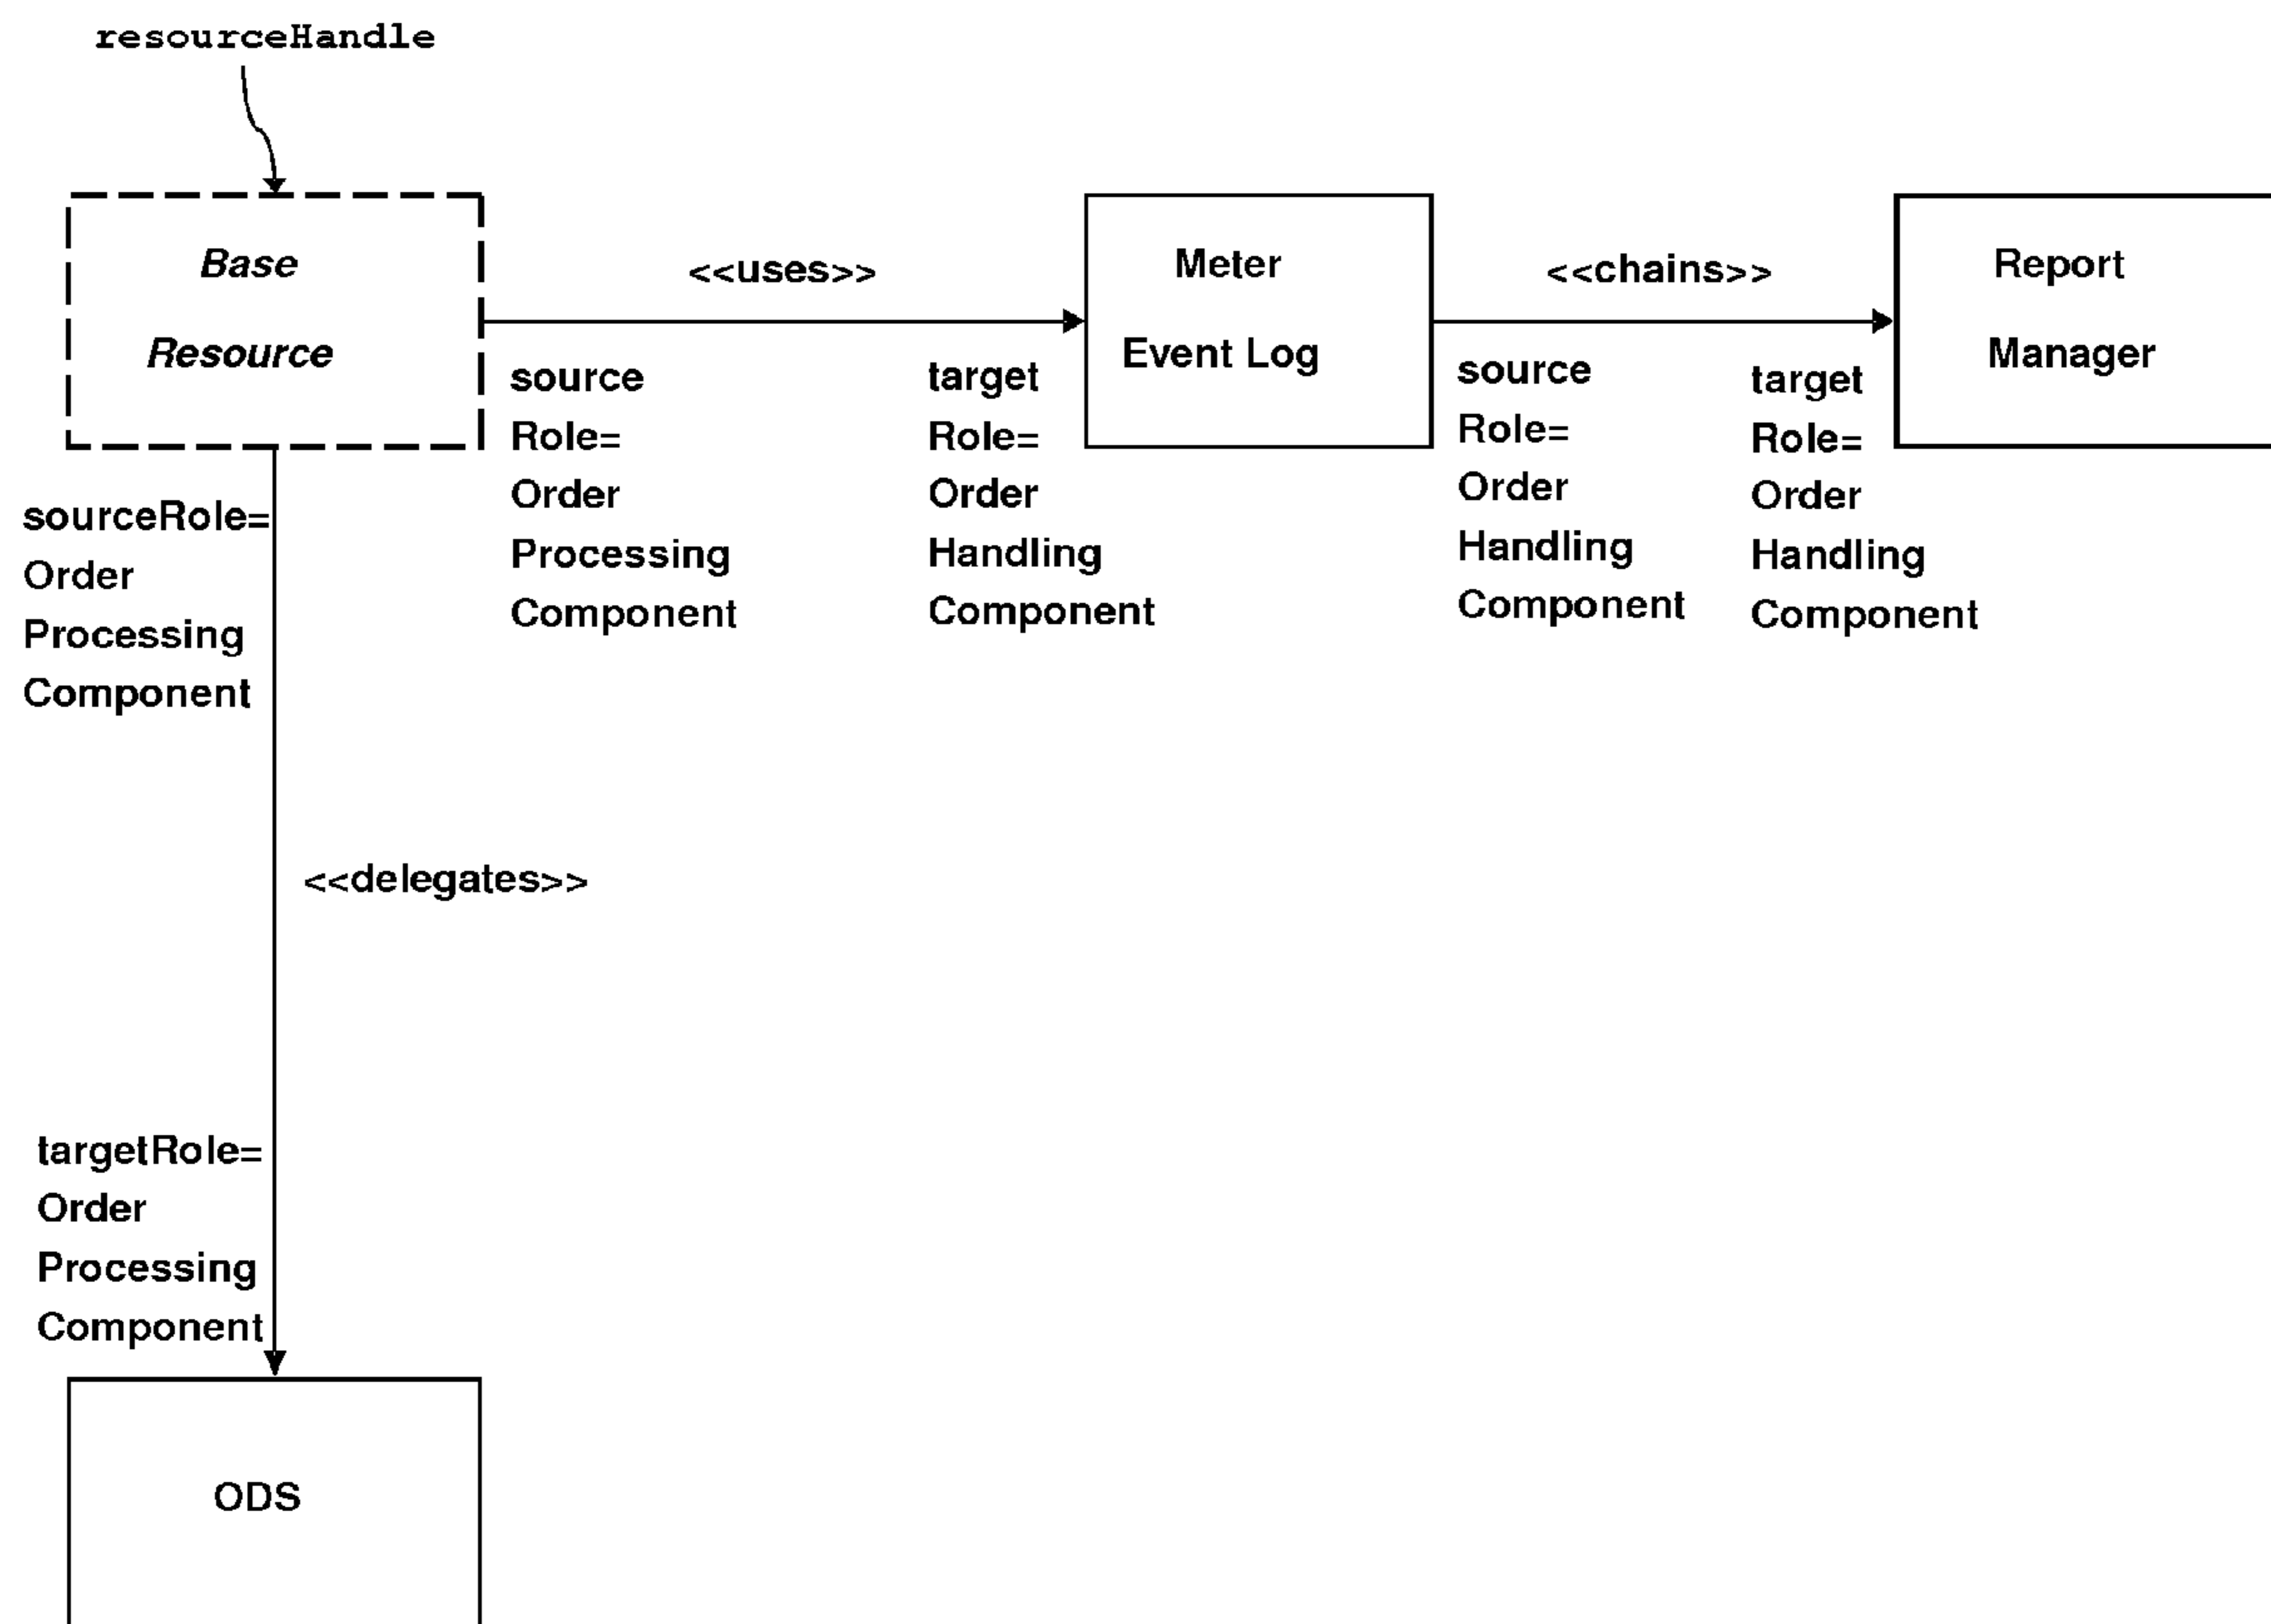 resourceHandle
Base
Resource
<<uses>>
source
Role=
Order
Processing
Component
target
Role=
Order
Handling
Component
Meter
Event Log
<<chains>>
source
Role=
Order
Handling
Component
target
Role=
Order
Handling
Component
Report
Manager
sourceRole=
Order
Processing
Component
<<delegates>>
targetRole=
Order
Processing
Component
ODS